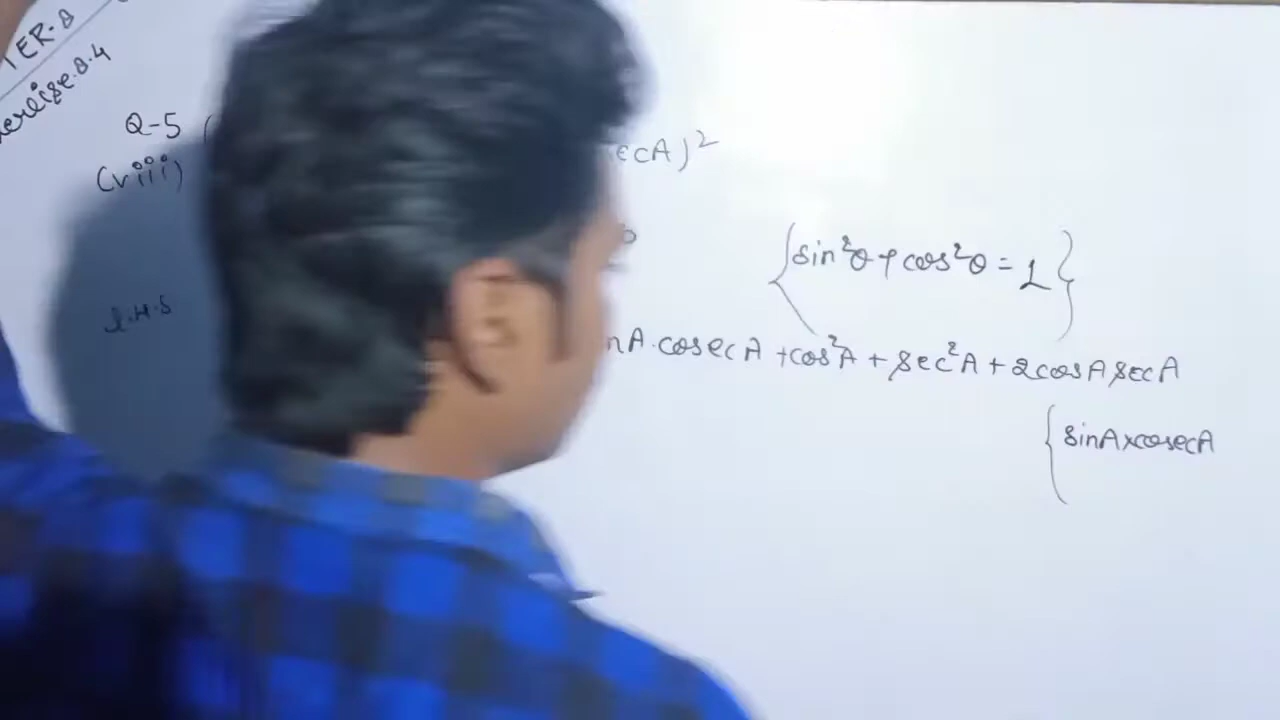 TER-8
exercise.8.4
Q-5 (
(viii)
ecA)²
{sin²θ + cos²θ = 1}
L.H.S
nA.cosecA + cos²A + sec²A + 2cosA secA
{sinA×cosecA